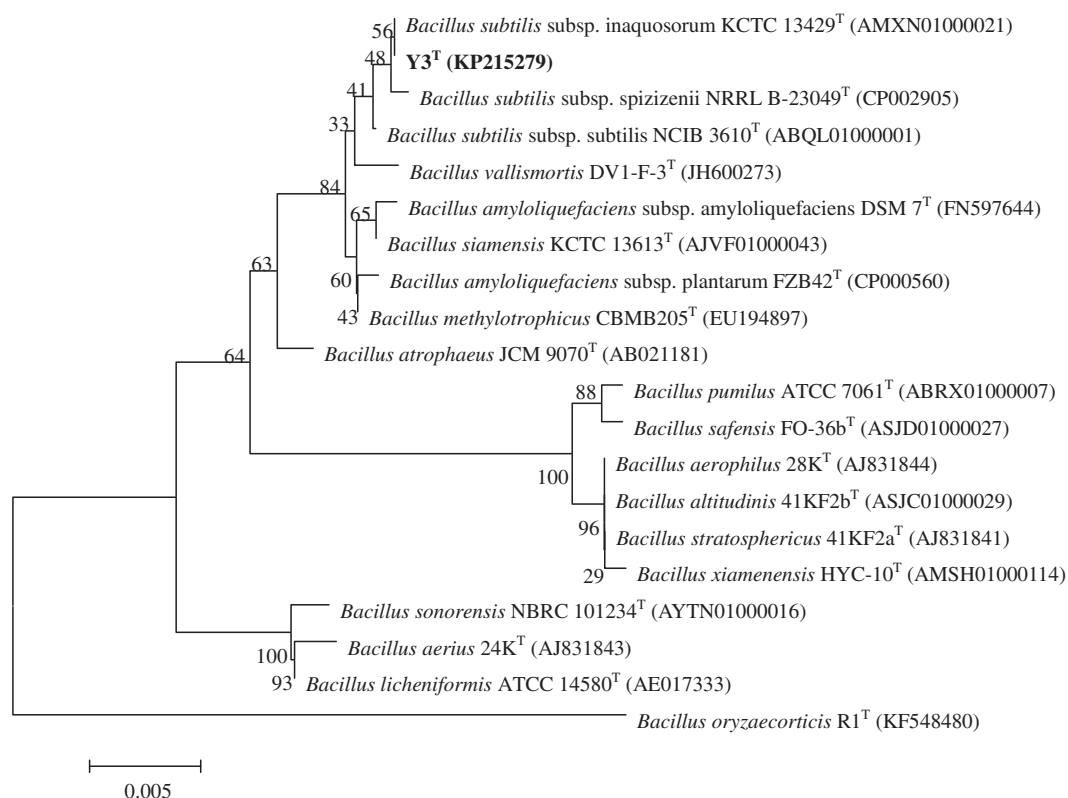 56 Bacillus subtilis subsp. inaquosorum KCTC 13429T (AMXN01000021)
48 Y3T (KP215279)
41 Bacillus subtilis subsp. spizizenii NRRL B-23049T (CP002905)
33 Bacillus subtilis subsp. subtilis NCIB 3610T (ABQL01000001)
Bacillus vallismortis DV1-F-3T (JH600273)
84
65 Bacillus amyloliquefaciens subsp. amyloliquefaciens DSM 7T (FN597644)
Bacillus siamensis KCTC 13613T (AJVF01000043)
63
60 Bacillus amyloliquefaciens subsp. plantarum FZB42T (CP000560)
43 Bacillus methylotrophicus CBMB205T (EU194897)
64 Bacillus atrophaeus JCM 9070T (AB021181)
88 Bacillus pumilus ATCC 7061T (ABRX01000007)
Bacillus safensis FO-36bT (ASJD01000027)
Bacillus aerophilus 28KT (AJ831844)
100
Bacillus altitudinis 41KF2bT (ASJC01000029)
96 Bacillus stratosphericus 41KF2aT (AJ831841)
29 Bacillus xiamenensis HYC-10T (AMSH01000114)
Bacillus sonorensis NBRC 101234T (AYTN01000016)
100 Bacillus aerius 24KT (AJ831843)
93 Bacillus licheniformis ATCC 14580T (AE017333)
Bacillus oryzaecorticis R1T (KF548480)
0.005